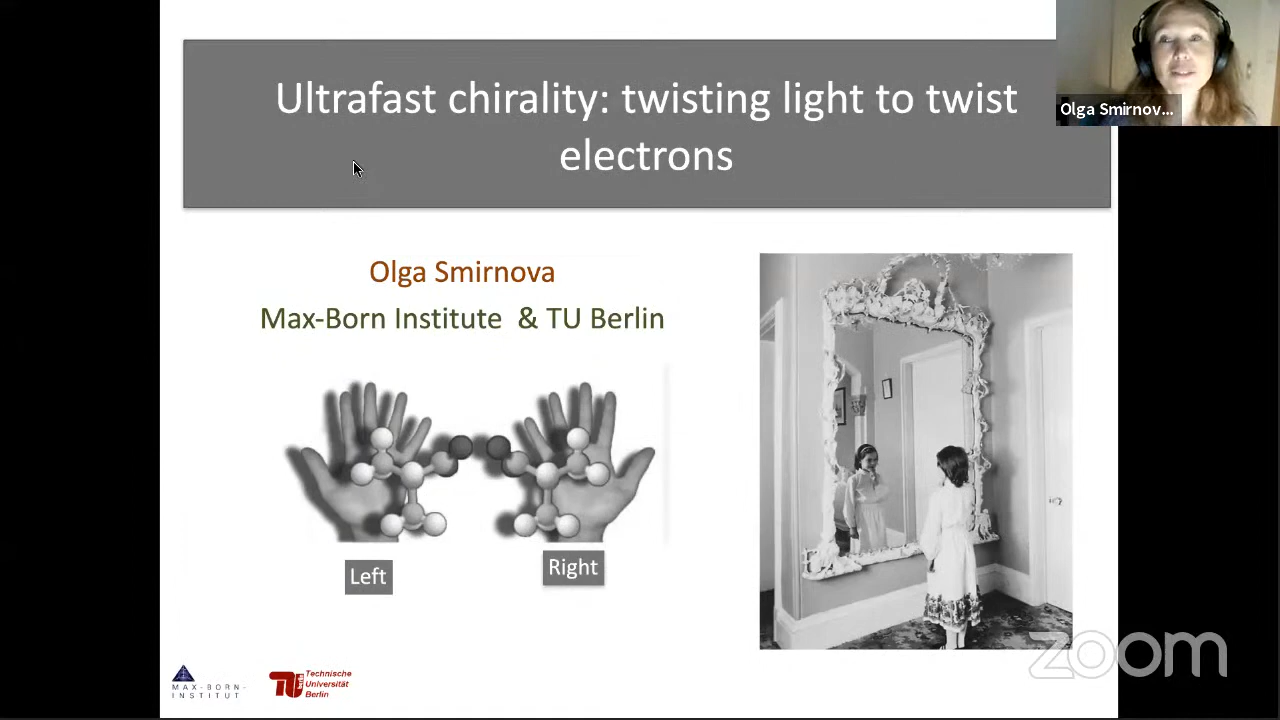 Ultrafast chirality: twisting light to twist
electrons
Olga Smirnov...
Olga Smirnova
Max-Born Institute & TU Berlin
Left
Right
MAX-BORN-
INSTITUT
TU
Technische
Universität
Berlin
zoom